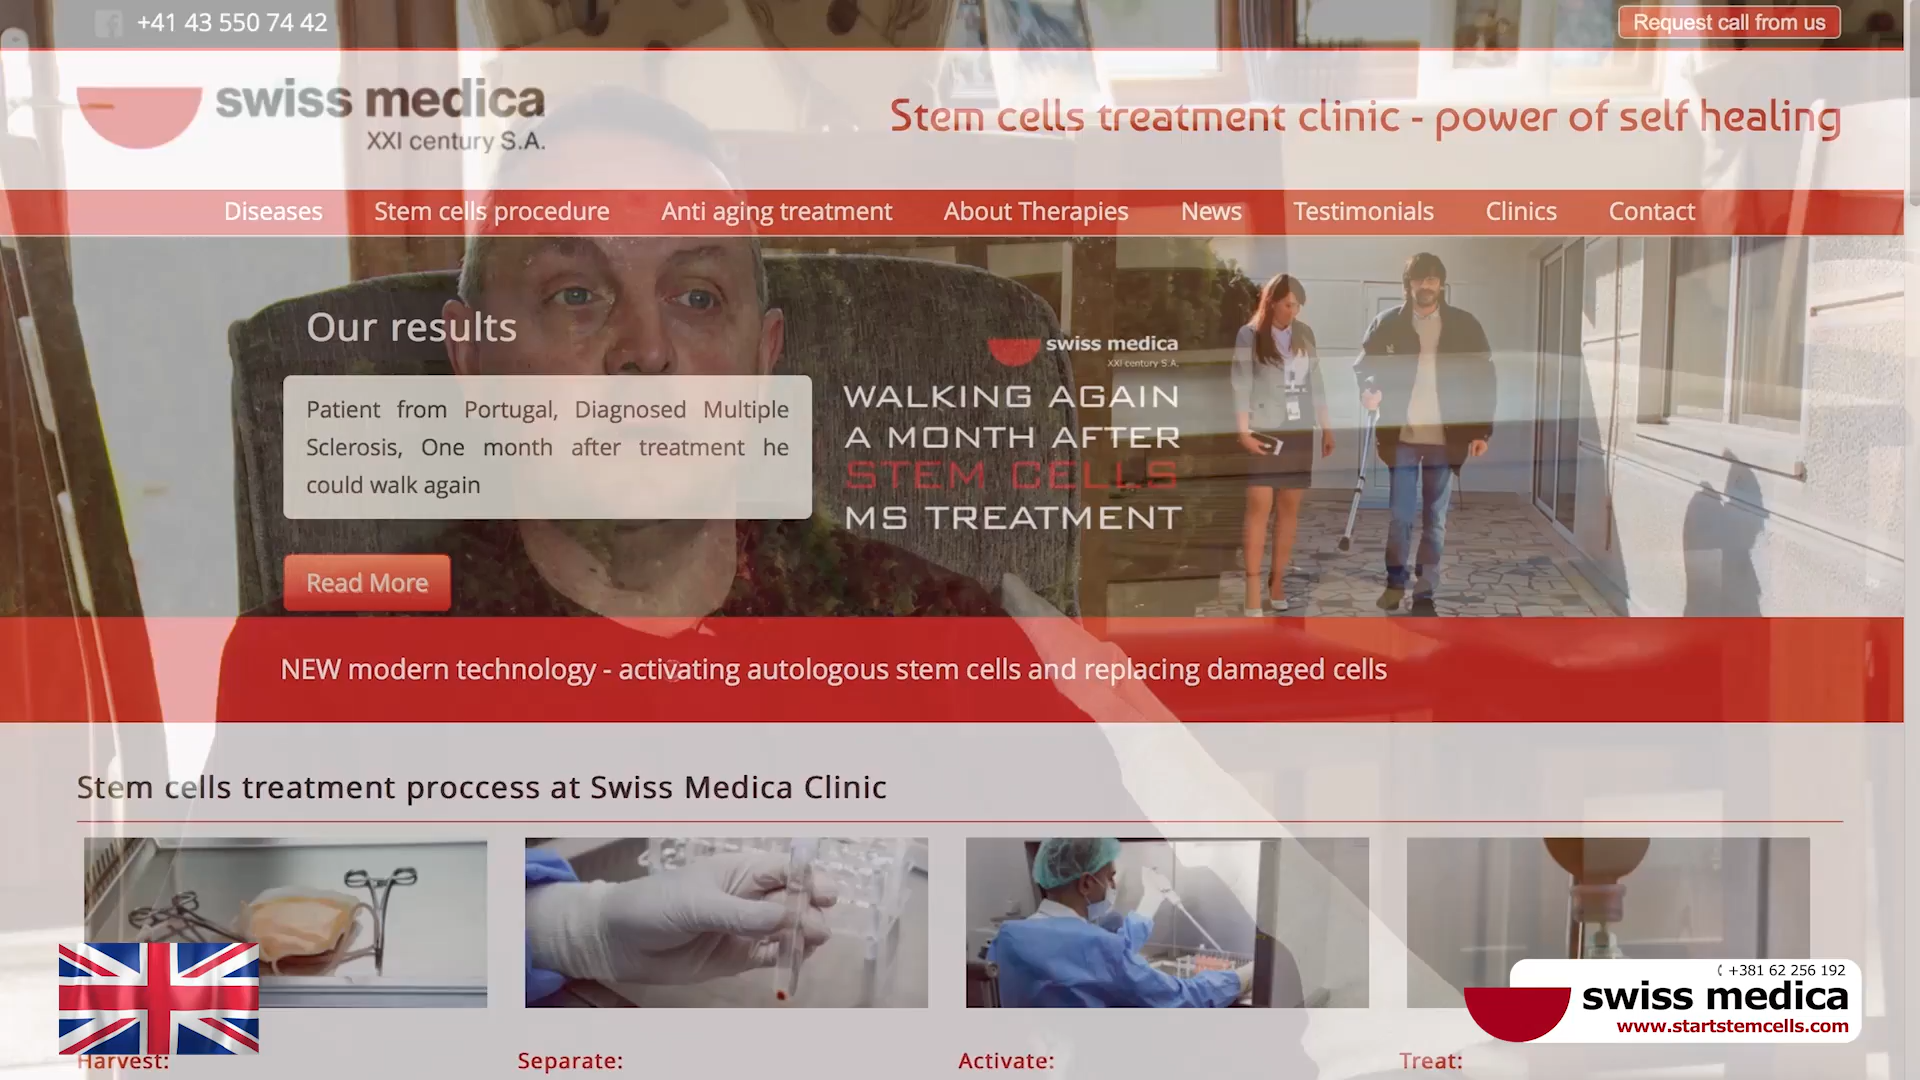 +41 43 550 74 42
Request call from us
swiss medica
XXI century S.A.
Stem cells treatment clinic - power of self healing
Diseases
Stem cells procedure
Anti aging treatment
About Therapies
News
Testimonials
Clinics
Contact
Our results
Patient from Portugal, Diagnosed Multiple
Sclerosis, One month after treatment he
could walk again
Read More
swiss medica
XXI century S.A.
WALKING AGAIN
A MONTH AFTER
STEM CELLS
MS TREATMENT
NEW modern technology - activating autologous stem cells and replacing damaged cells
Stem cells treatment proccess at Swiss Medica Clinic
Harvest:
Separate:
Activate:
Treat:
+381 62 256 192
swiss medica
www.startstemcells.com